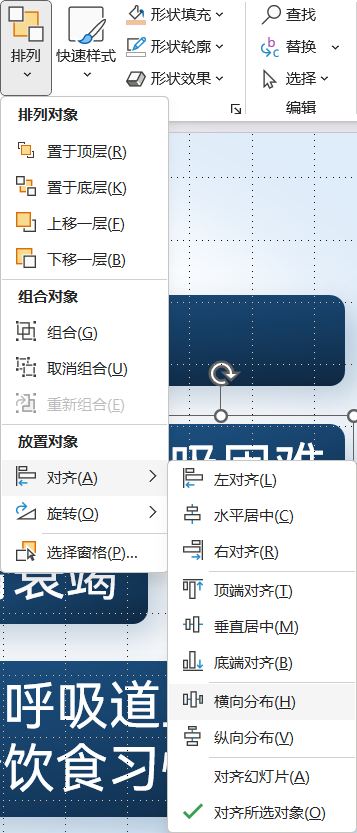 排列
快速样式
形状填充
形状轮廓
形状效果
查找
替换
选择
编辑
排列对象
置于顶层(R)
置于底层(K)
上移一层(F)
下移一层(B)
组合对象
组合(G)
取消组合(U)
重新组合(E)
放置对象
对齐(A)
旋转(O)
选择窗格(P)...
左对齐(L)
水平居中(C)
右对齐(R)
顶端对齐(T)
垂直居中(M)
底端对齐(B)
横向分布(H)
纵向分布(V)
对齐幻灯片(A)
对齐所选对象(O)
吸困难
衰竭
呼吸道
饮食习